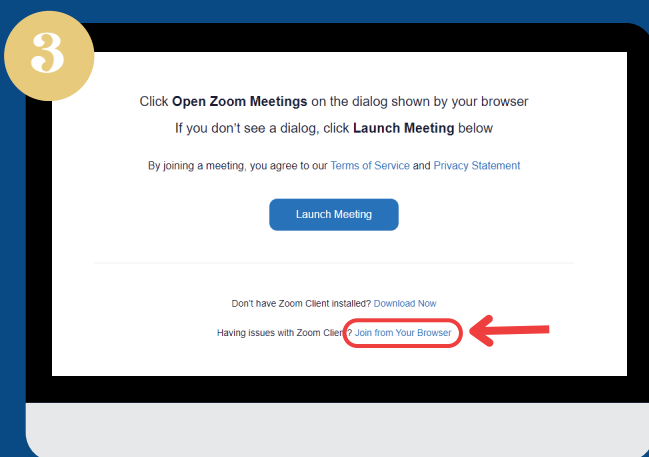 3
Click Open Zoom Meetings on the dialog shown by your browser
If you don't see a dialog, click Launch Meeting below
By joining a meeting, you agree to our Terms of Service and Privacy Statement
Launch Meeting
Don't have Zoom Client installed? Download Now
Having issues with Zoom Client? Join from Your Browser